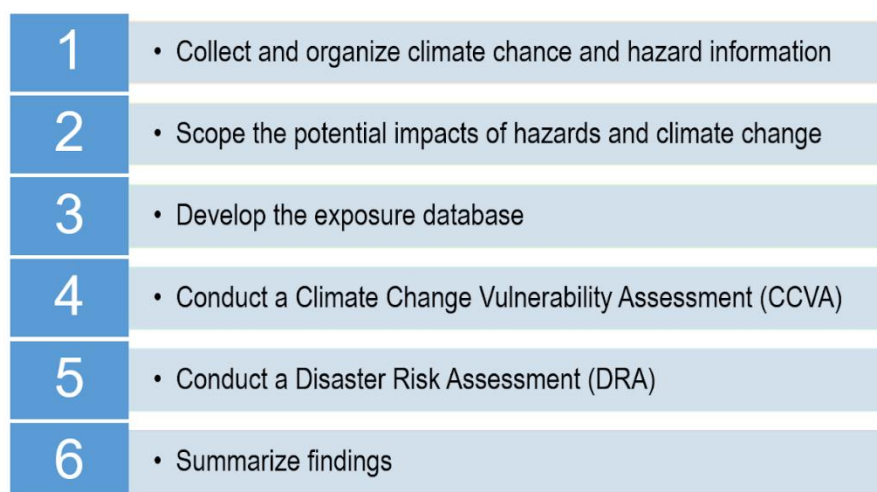 1
• Collect and organize climate chance and hazard information
2
• Scope the potential impacts of hazards and climate change
3
• Develop the exposure database
4
• Conduct a Climate Change Vulnerability Assessment (CCVA)
5
• Conduct a Disaster Risk Assessment (DRA)
6
• Summarize findings